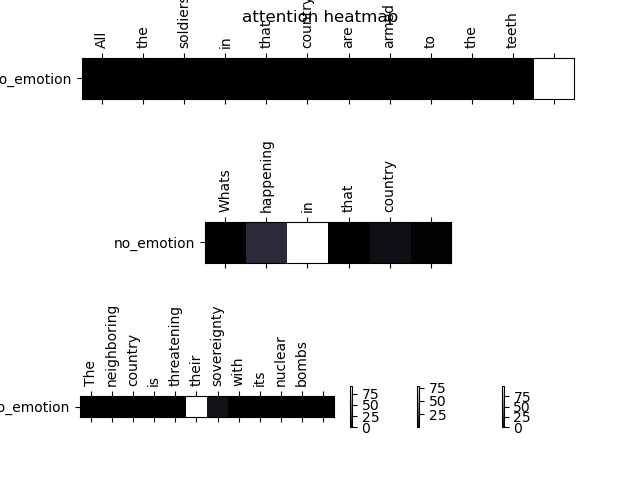 attention heatmap
All the soldiers in that country are armed to the teeth
no_emotion
Whats happening in that country
no_emotion
The neighboring country is threatening their sovereignty with its nuclear bombs
no_emotion
75 50 25 0
75 50 25
75 50 25 0